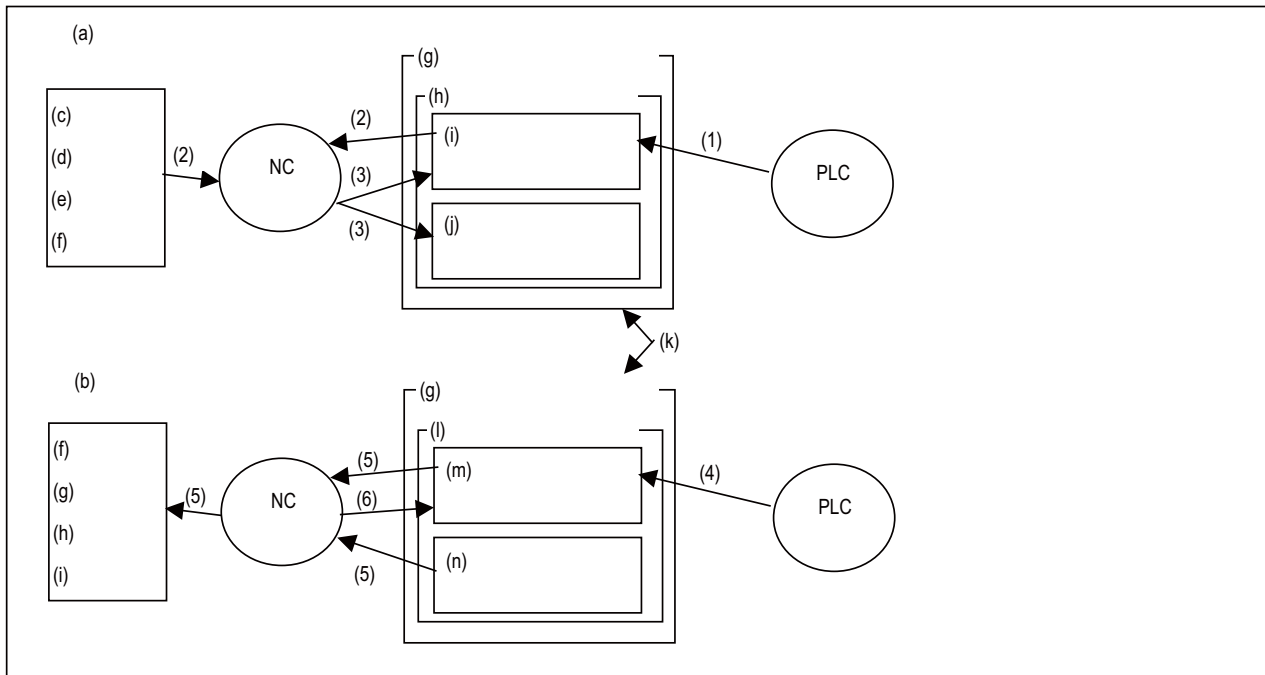 (a)
(g)
(h)
(c)
(d)
(e)
(f)
(2)
NC
(2)
(3)
(3)
(i)
(j)
(1)
PLC
(k)
(b)
(g)
(l)
(f)
(g)
(h)
(i)
(5)
NC
(5)
(6)
(5)
(m)
(n)
(4)
PLC